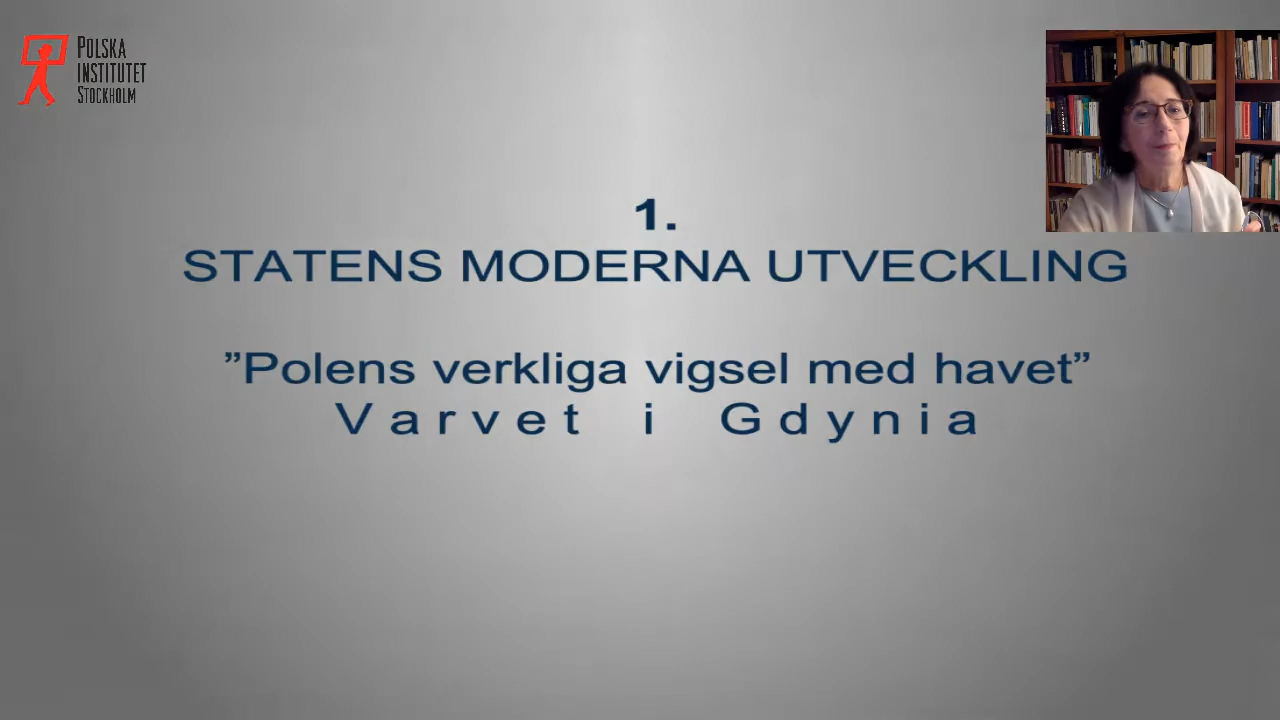 POLSKA
INSTITUTET
STOCKHOLM
1.
STATENS MODERNA UTVECKLING
”Polens verkliga vigsel med havet”
Varvet i Gdynia